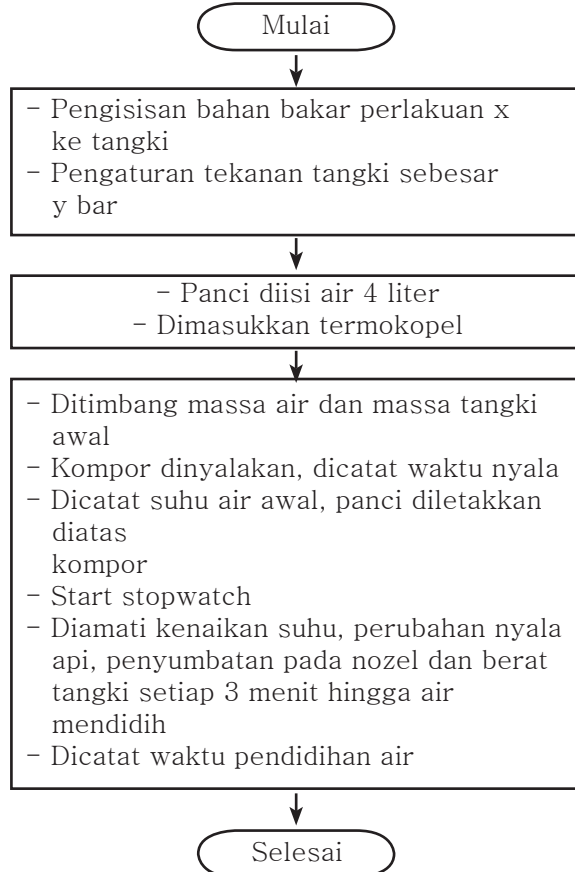 Mulai
- Pengisisan bahan bakar perlakuan x
ke tangki
- Pengaturan tekanan tangki sebesar
y bar
- Panci diisi air 4 liter
- Dimasukkan termokopel
- Ditimbang massa air dan massa tangki
awal
- Kompor dinyalakan, dicatat waktu nyala
- Dicatat suhu air awal, panci diletakkan
diatas
kompor
- Start stopwatch
- Diamati kenaikan suhu, perubahan nyala
api, penyumbatan pada nozel dan berat
tangki setiap 3 menit hingga air
mendidih
- Dicatat waktu pendidihan air
Selesai